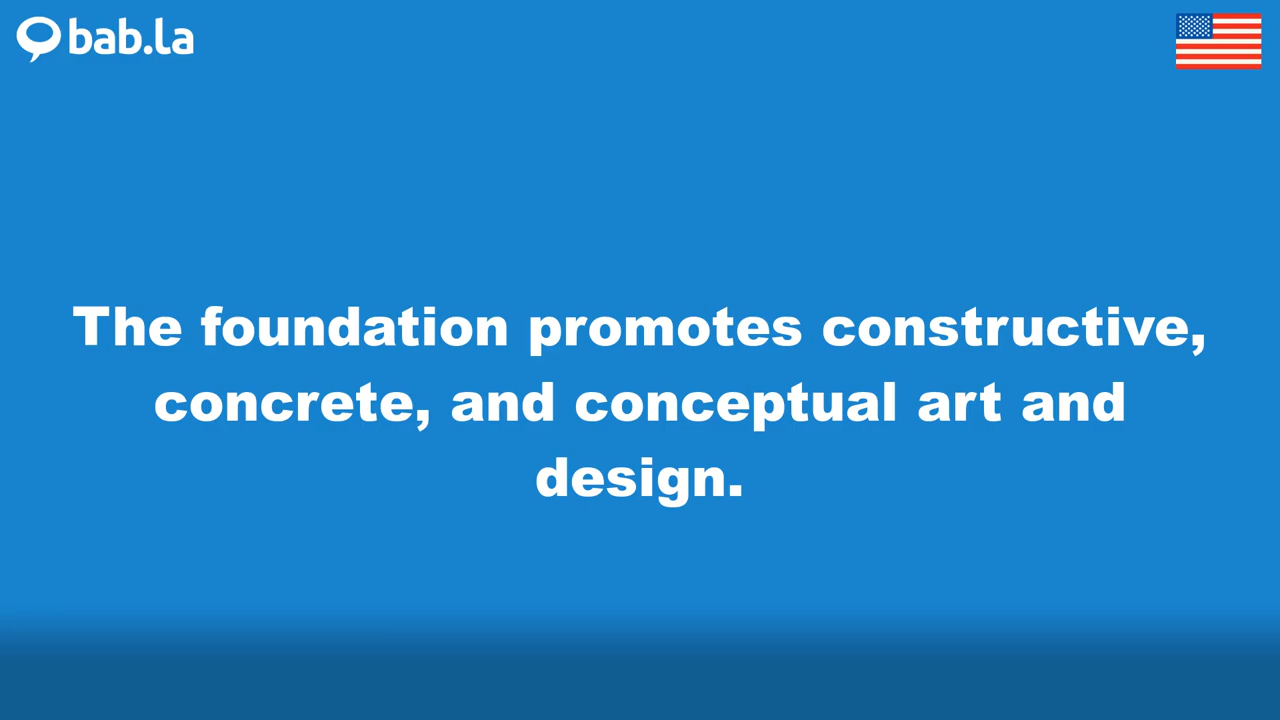 bab.la
The foundation promotes constructive,
concrete, and conceptual art and
design.